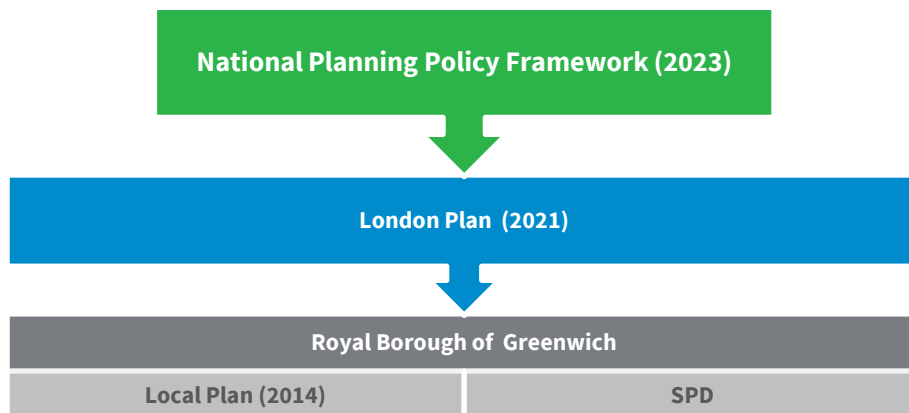 National Planning Policy Framework (2023)
London Plan (2021)
Royal Borough of Greenwich
Local Plan (2014)
SPD